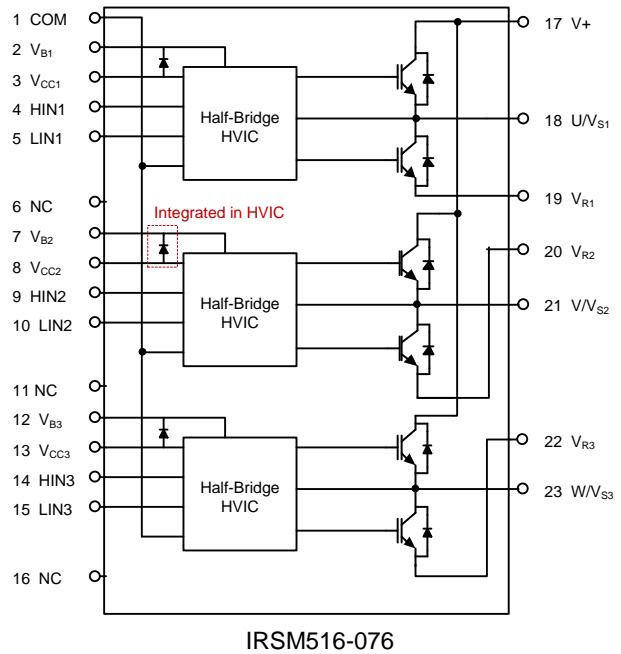 1 COM
2 VB1
3 VCC1
4 HIN1
5 LIN1
6 NC
7 VB2
8 VCC2
9 HIN2
10 LIN2
11 NC
12 VB3
13 VCC3
14 HIN3
15 LIN3
16 NC
Half-Bridge
HVIC
Integrated in HVIC
Half-Bridge
HVIC
Half-Bridge
HVIC
17 V+
18 U/VS1
19 VR1
20 VR2
21 V/VS2
22 VR3
23 W/VS3
IRSM516-076